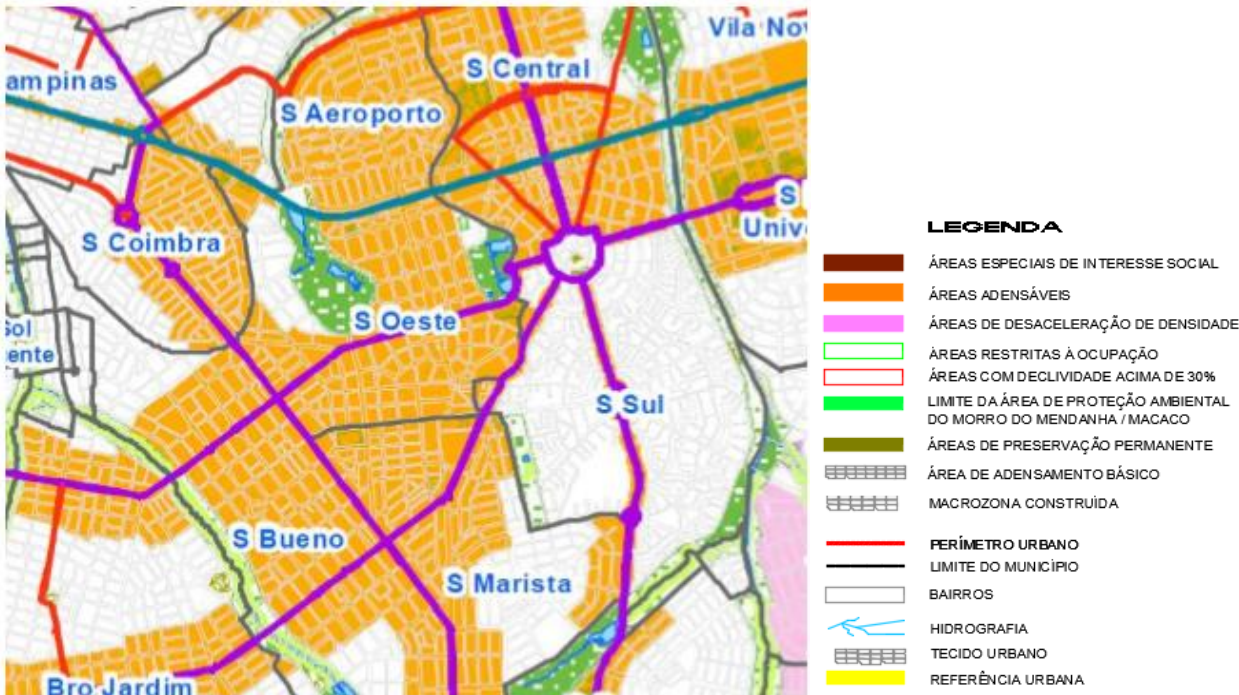 Vila Nov
S Central
ampinas
S Aeroporto
S
Unive
S Coimbra
S Oeste
Sol
ente
S Sul
S Bueno
S Marista
Bro Jardim
LEGENDA
ÁREAS ESPECIAIS DE INTERESSE SOCIAL
ÁREAS ADENSÁVEIS
ÁREAS DE DESACELERAÇÃO DE DENSIDADE
ÀREAS RESTRITAS À OCUPAÇÃO
ÁREAS COM DECLIVIDADE ACIMA DE 30%
LIMITE DA ÁREA DE PROTEÇÃO AMBIENTAL
DO MORRO DO MENDANHA / MACACO
ÁREAS DE PRESERVAÇÃO PERMANENTE
ÁREA DE ADENSAMENTO BÁSICO
MACROZONA CONSTRUÍDA
PERÍMETRO URBANO
LIMITE DO MUNICÍPIO
BAIRROS
HIDROGRAFIA
TECIDO URBANO
REFERÊNCIA URBANA